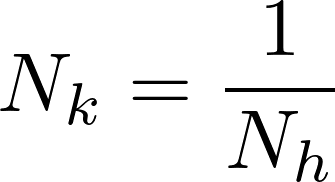 N_k = \frac{1}{N_h}